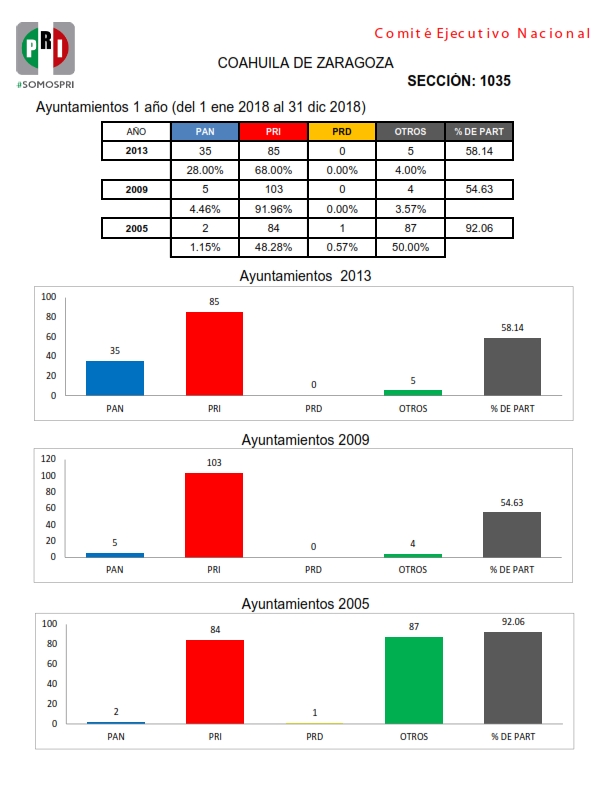 Comité Ejecutivo Nacional
PRI
#SOMOSPRI
COAHUILA DE ZARAGOZA
SECCIÓN: 1035
Ayuntamientos 1 año (del 1 ene 2018 al 31 dic 2018)
AÑO PAN PRI PRD OTROS % DE PART
2013 35 85 0 5 58.14
28.00% 68.00% 0.00% 4.00%
2009 5 103 0 4 54.63
4.46% 91.96% 0.00% 3.57%
2005 2 84 1 87 92.06
1.15% 48.28% 0.57% 50.00%
Ayuntamientos 2013
100
80
60
40
20
0
35 85 0 5 58.14
PAN PRI PRD OTROS % DE PART
Ayuntamientos 2009
120
100
80
60
40
20
0
5 103 0 4 54.63
PAN PRI PRD OTROS % DE PART
Ayuntamientos 2005
100
80
60
40
20
0
2 84 1 87 92.06
PAN PRI PRD OTROS % DE PART